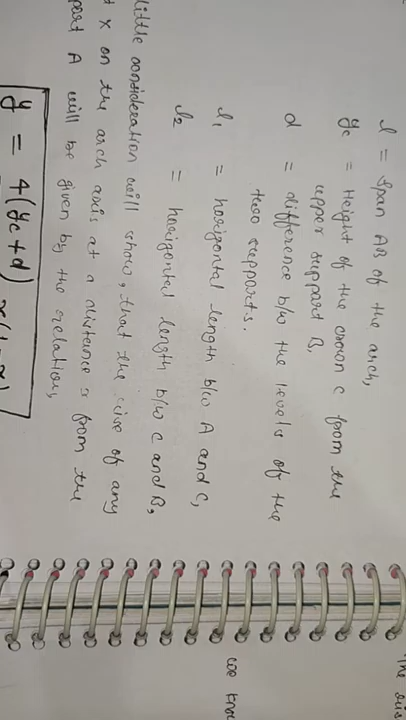 l = Span AB of the arch,
yc = Height of the crown C from the
upper support B.
d = difference b/w the levels of the
two supports.
l1 = horizontal length b/w A and C,
l2 = horizontal length b/w C and B,
little consideration will show, that the rise of any
X on the arch axis at a distance x from the
A will be given by the relation,
y = 4(yc+d)
The
we know